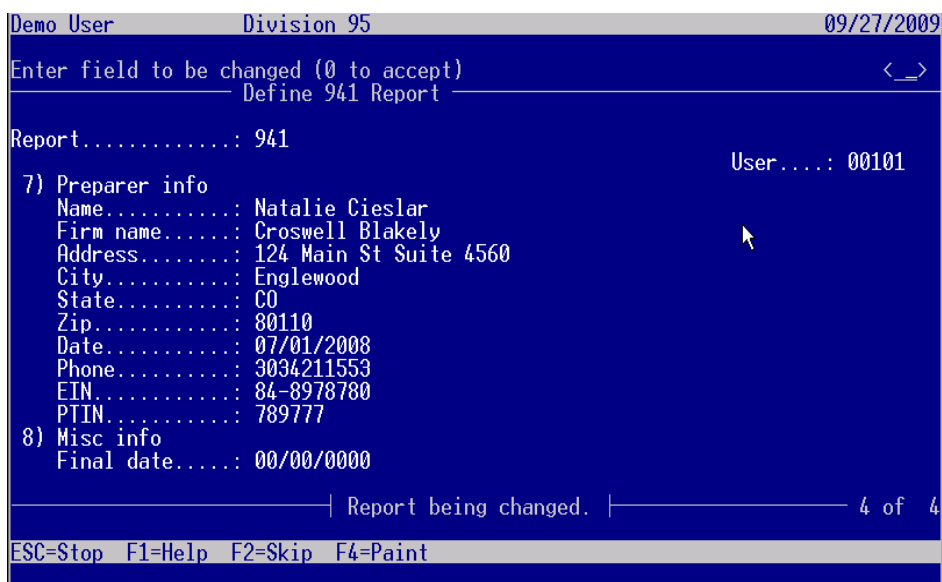 Demo User Division 95 09/27/2009
Enter field to be changed (0 to accept) <__>
Define 941 Report
Report.............: 941
User....: 00101
7) Preparer info
Name...........: Natalie Cieslar
Firm name......: Croswell Blakely
Address........: 124 Main St Suite 4560
City...........: Englewood
State..........: CO
Zip............: 80110
Date...........: 07/01/2008
Phone..........: 3034211553
EIN............: 84-8978780
PTIN...........: 789777
8) Misc info
Final date.....: 00/00/0000
Report being changed. 4 of 4
ESC=Stop F1=Help F2=Skip F4=Paint